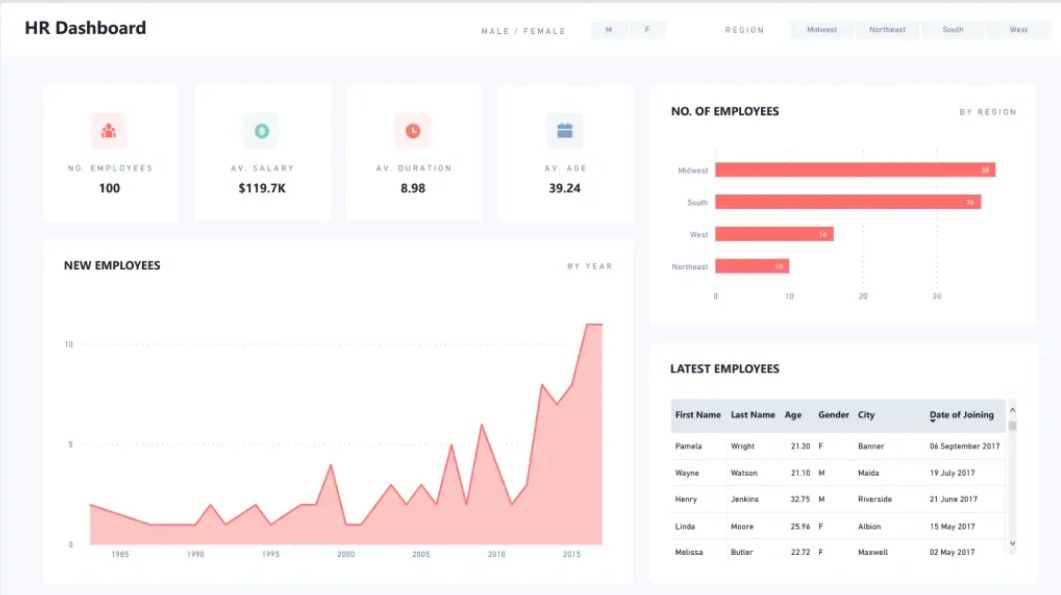 HR Dashboard
MALE / FEMALE
M
F
REGION
Midwest
Northeast
South
West
NO. EMPLOYEES
100
AV. SALARY
$119.7K
AV. DURATION
8.98
AV. AGE
39.24
NO. OF EMPLOYEES
BY REGION
Midwest 38
South 36
West 16
Northeast 10
0 10 20 30
NEW EMPLOYEES
BY YEAR
10
5
0
1985 1990 1995 2000 2005 2010 2015
LATEST EMPLOYEES
First Name Last Name Age Gender City Date of Joining
Pamela Wright 21.30 F Banner 06 September 2017
Wayne Watson 21.10 M Maida 19 July 2017
Henry Jenkins 32.75 M Riverside 21 June 2017
Linda Moore 25.96 F Albion 15 May 2017
Melissa Butler 22.72 F Maxwell 02 May 2017